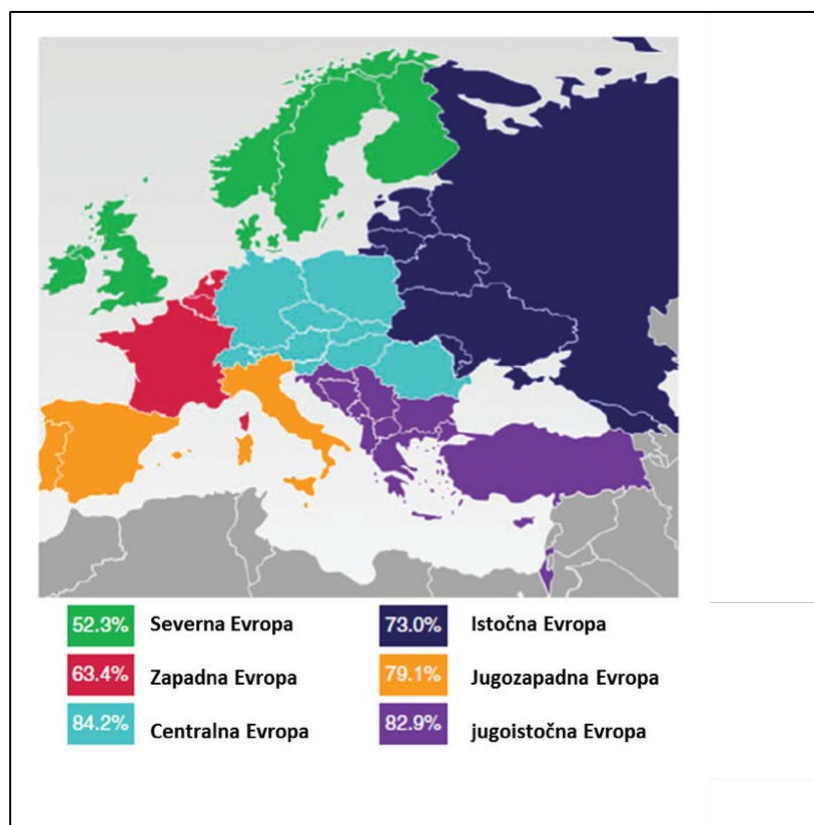 52.3% Severna Evropa
73.0% Istočna Evropa
63.4% Zapadna Evropa
79.1% Jugozapadna Evropa
84.2% Centralna Evropa
82.9% jugoistočna Evropa